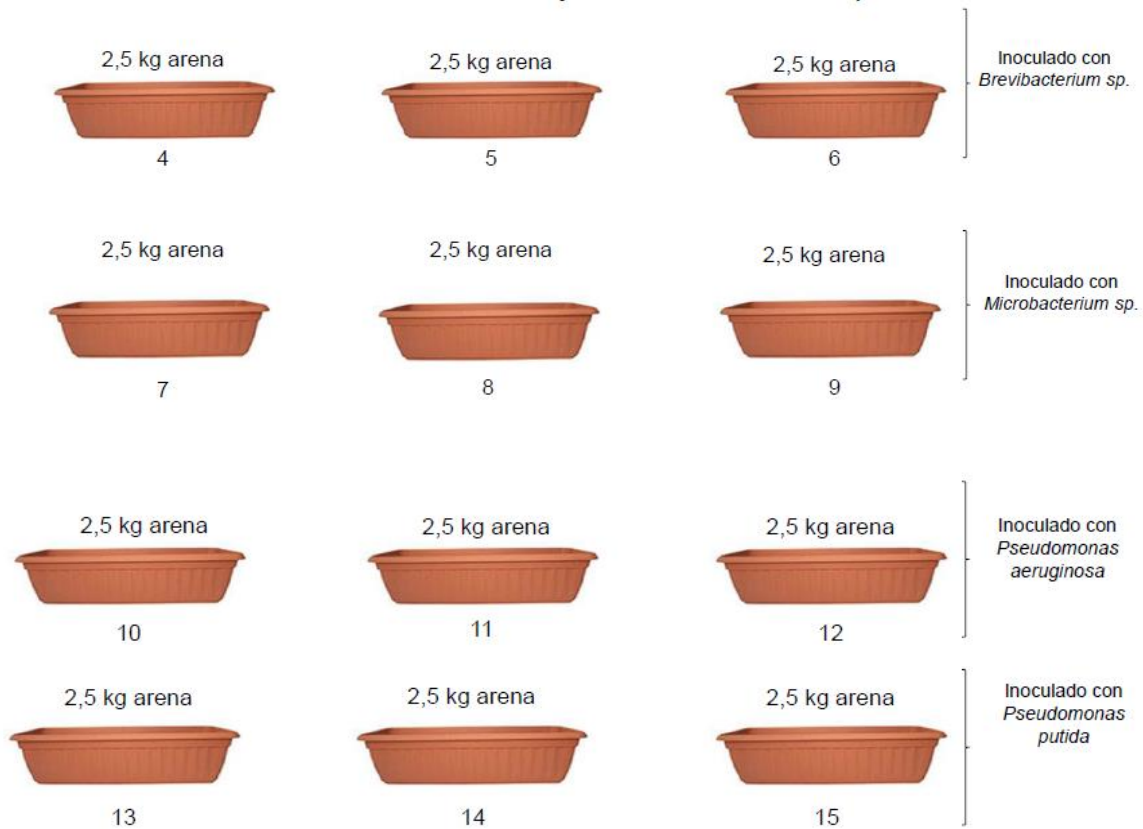 2,5 kg arena
2,5 kg arena
2,5 kg arena
Inoculado con
Brevibacterium sp.
4
5
6
2,5 kg arena
2,5 kg arena
2,5 kg arena
Inoculado con
Microbacterium sp.
7
8
9
2,5 kg arena
2,5 kg arena
2,5 kg arena
Inoculado con
Pseudomonas
aeruginosa
10
11
12
2,5 kg arena
2,5 kg arena
2,5 kg arena
Inoculado con
Pseudomonas
putida
13
14
15